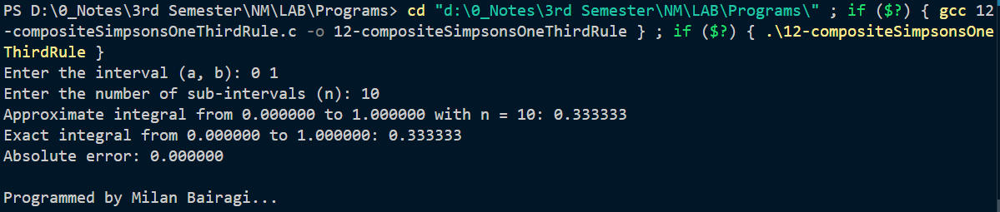 PS D:\0_Notes\3rd Semester\NM\LAB\Programs> cd "d:\0_Notes\3rd Semester\NM\LAB\Programs\" ; if ($?) { gcc 12
-compositeSimpsonsOneThirdRule.c -o 12-compositeSimpsonsOneThirdRule } ; if ($?) { .\12-compositeSimpsonsOne
ThirdRule }
Enter the interval (a, b): 0 1
Enter the number of sub-intervals (n): 10
Approximate integral from 0.000000 to 1.000000 with n = 10: 0.333333
Exact integral from 0.000000 to 1.000000: 0.333333
Absolute error: 0.000000
Programmed by Milan Bairagi...